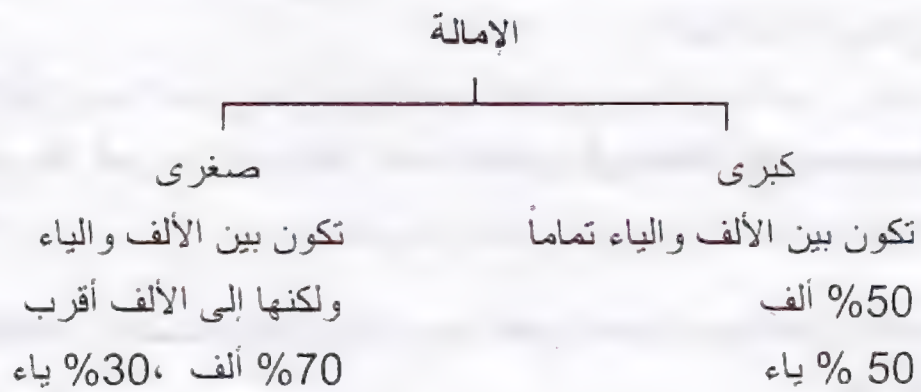 الإمالة
كبرى
تكون بين الألف والياء تماماً
50% ألف
50 % ياء
صغرى
تكون بين الألف والياء
ولكنها إلى الألف أقرب
70% ألف ،30% ياء